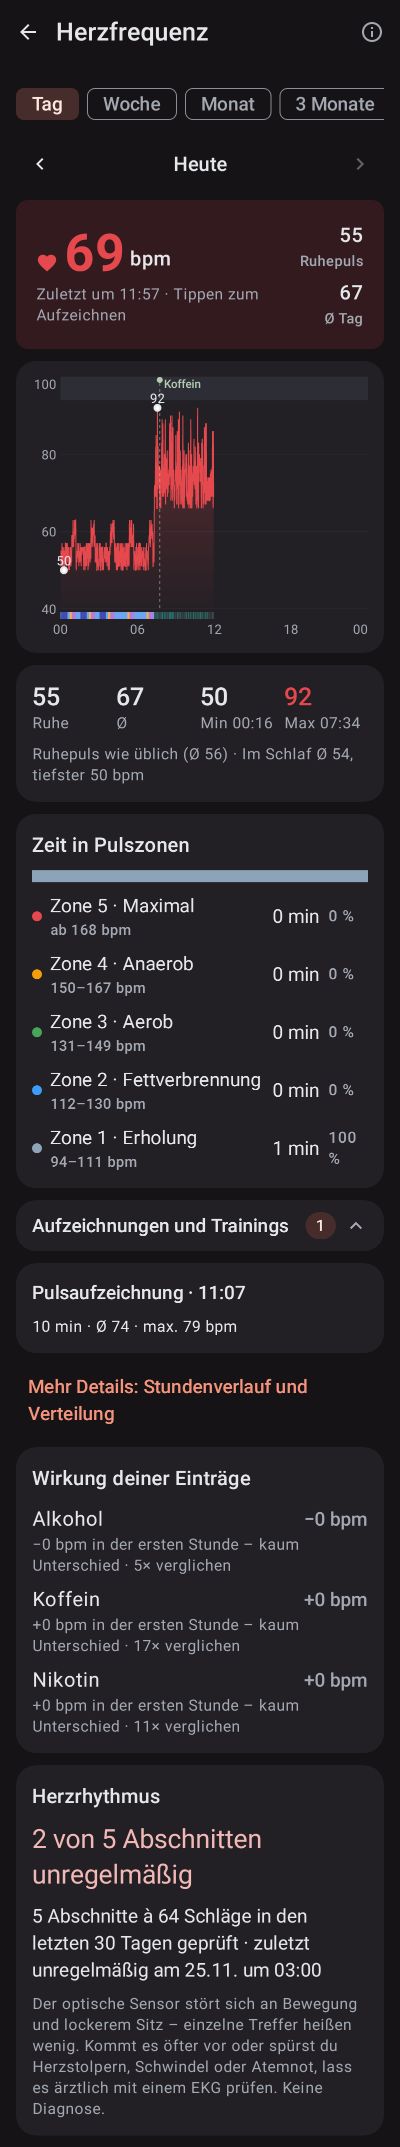 Herzfrequenz
Tag
Woche
Monat
3 Monate
Heute
69 bpm
Zuletzt um 11:57 · Tippen zum
Aufzeichnen
55
Ruhepuls
67
Ø Tag
100
80
60
40
Koffein
92
50
00
06
12
18
00
55
Ruhe
67
Ø
50
Min 00:16
92
Max 07:34
Ruhepuls wie üblich (Ø 56) · Im Schlaf Ø 54,
tiefster 50 bpm
Zeit in Pulszonen
Zone 5 · Maximal
ab 168 bpm
0 min 0 %
Zone 4 · Anaerob
150–167 bpm
0 min 0 %
Zone 3 · Aerob
131–149 bpm
0 min 0 %
Zone 2 · Fettverbrennung
112–130 bpm
0 min 0 %
Zone 1 · Erholung
94–111 bpm
1 min 100
%
Aufzeichnungen und Trainings 1
Pulsaufzeichnung · 11:07
10 min · Ø 74 · max. 79 bpm
Mehr Details: Stundenverlauf und
Verteilung
Wirkung deiner Einträge
Alkohol −0 bpm
−0 bpm in der ersten Stunde – kaum
Unterschied · 5× verglichen
Koffein +0 bpm
+0 bpm in der ersten Stunde – kaum
Unterschied · 17× verglichen
Nikotin +0 bpm
+0 bpm in der ersten Stunde – kaum
Unterschied · 11× verglichen
Herzrhythmus
2 von 5 Abschnitten
unregelmäßig
5 Abschnitte à 64 Schläge in den
letzten 30 Tagen geprüft · zuletzt
unregelmäßig am 25.11. um 03:00
Der optische Sensor stört sich an Bewegung
und lockerem Sitz – einzelne Treffer heißen
wenig. Kommt es öfter vor oder spürst du
Herzstolpern, Schwindel oder Atemnot, lass
es ärztlich mit einem EKG prüfen. Keine
Diagnose.